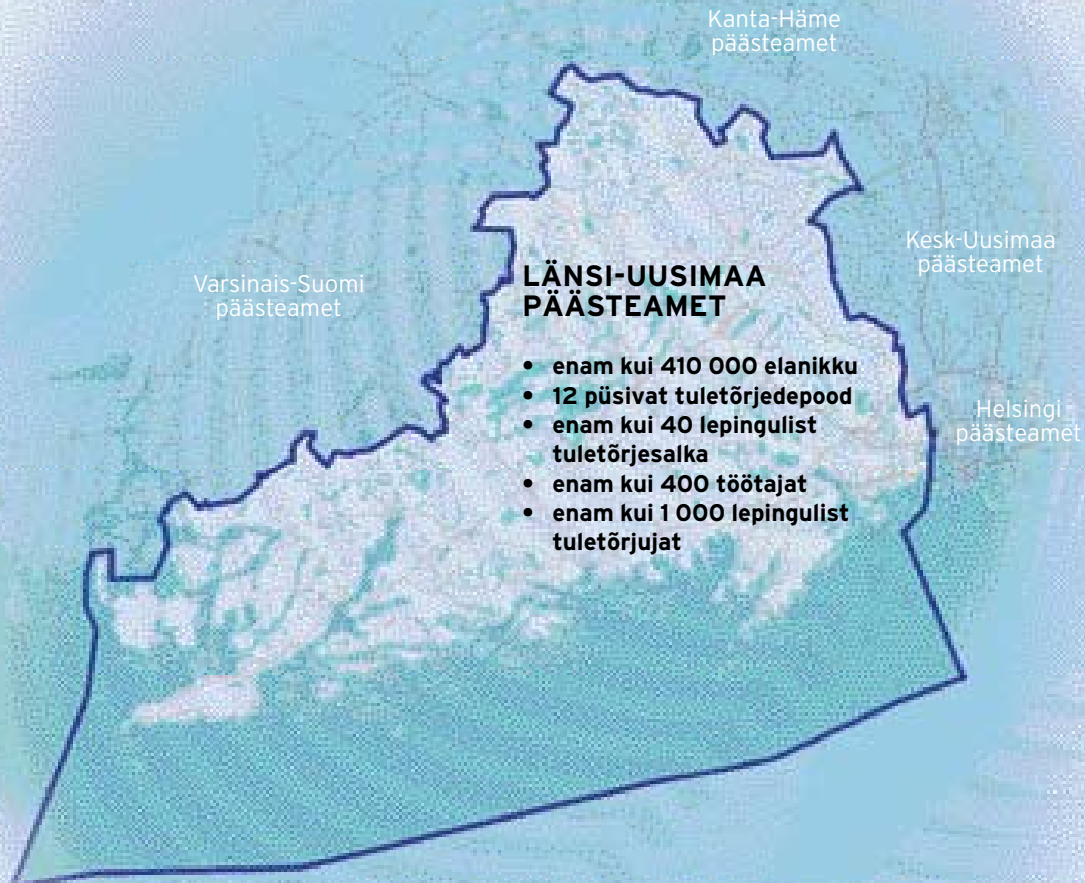 Kanta-Häme
päästeamet
Kesk-Uusimaa
päästeamet
Varsinais-Suomi
päästeamet
LÄNSI-UUSIMAA
PÄÄSTEAMET
• enam kui 410 000 elanikku
• 12 püsivat tuletõrjedepood
• enam kui 40 lepingulist
tuletõrjesalka
• enam kui 400 töötajat
• enam kui 1 000 lepingulist
tuletõrjujat
Helsingi
päästeamet